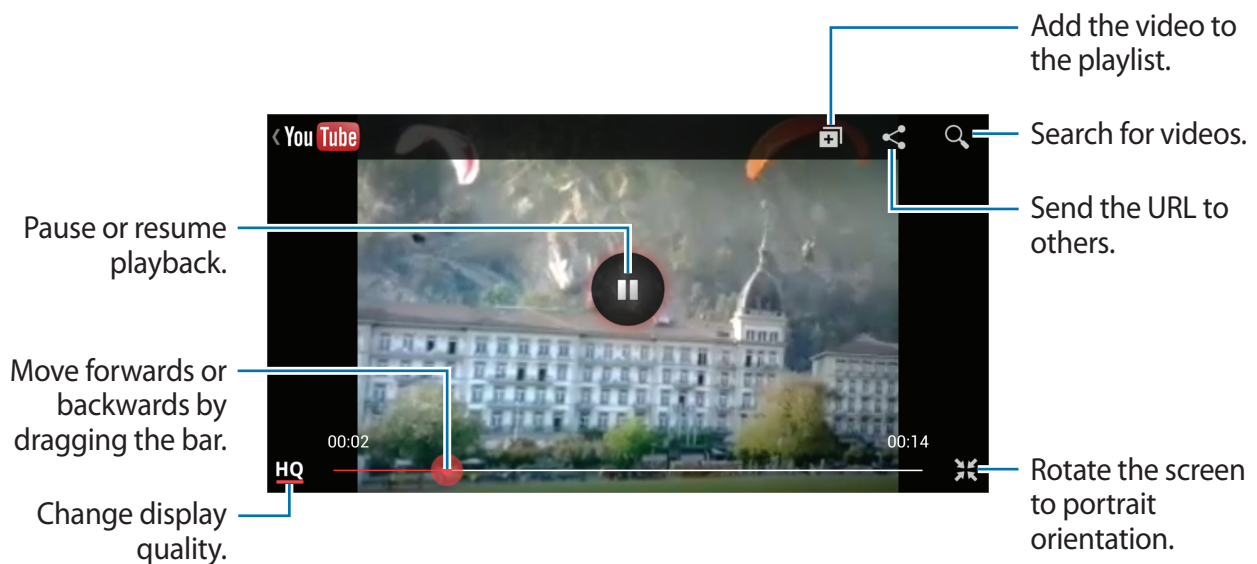 Add the video to
the playlist.
You Tube
Search for videos.
Send the URL to
others.
Pause or resume
playback.
Move forwards or
backwards by
dragging the bar.
00:02
00:14
HQ
Rotate the screen
to portrait
orientation.
Change display
quality.